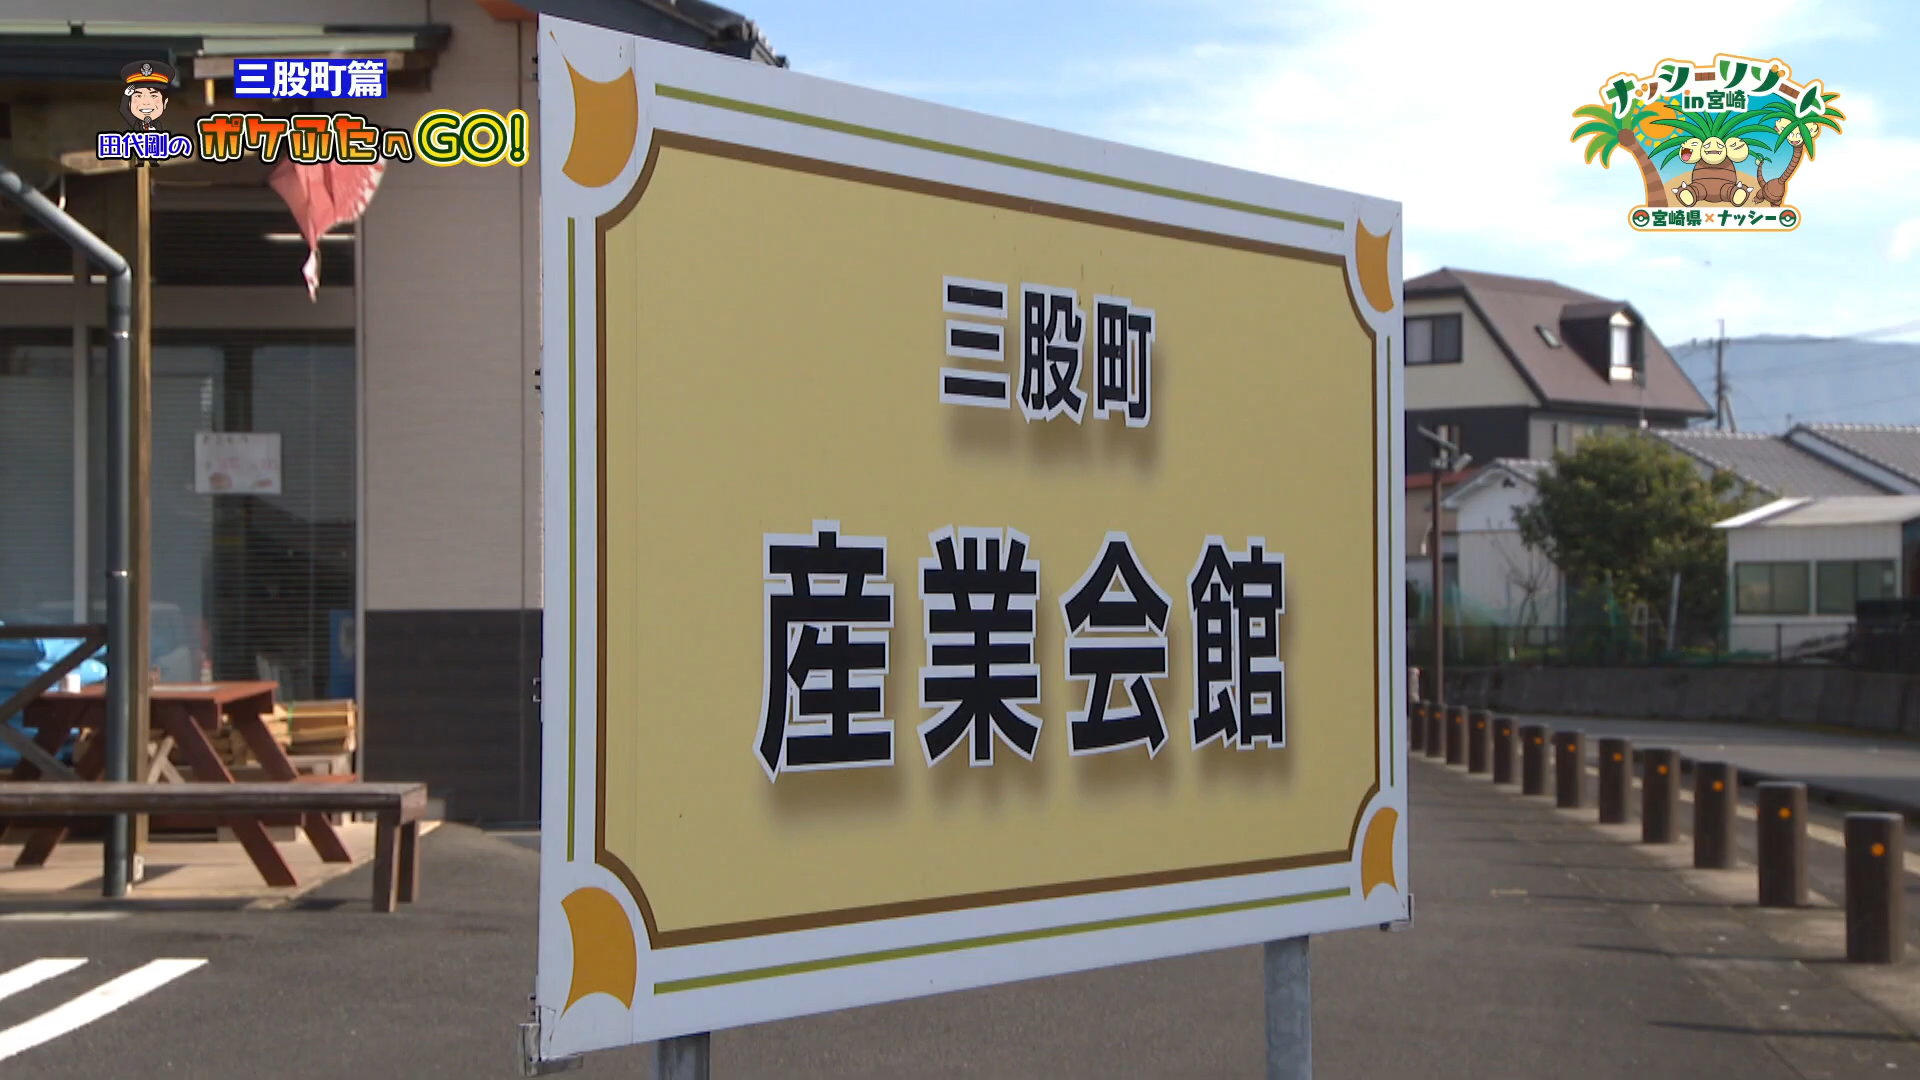 三股町篇
田代剛の ポケふたへGO!
ナッシーリゾート
in宮崎
宮崎県×ナッシー
三股町
産業会館